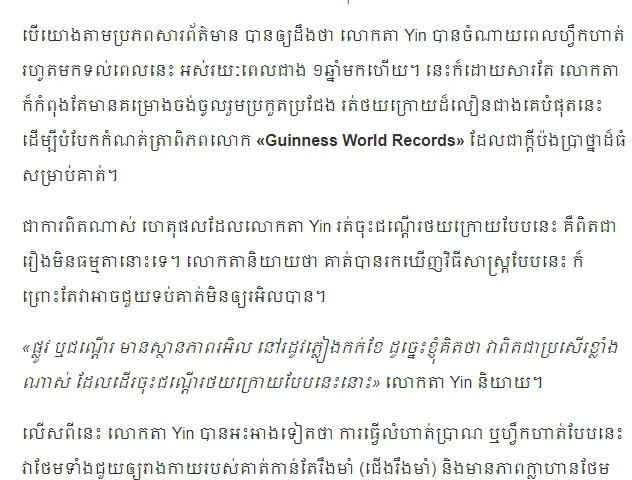 បើយោងតាមប្រភពសារព័ត៌មាន បានឲ្យដឹងថា លោកតា Yin បានចំណាយពេលហ្វឹកហាត់
រហូតមកទល់ពេលនេះ អស់រយៈពេលជាង ១ឆ្នាំមកហើយ។ នេះក៏ដោយសារតែ លោកតា
ក៏កំពុងតែមានគម្រោងចង់ចូលរួមប្រកួតប្រជែង រត់ថយក្រោយដ៏លឿនជាងគេបំផុតនេះ
ដើម្បីបំបែកកំណត់ត្រាពិភពលោក «Guinness World Records» ដែលជាក្ដីប៉ងប្រាថ្នាដ៏ធំ
សម្រាប់គាត់។
ជាការពិតណាស់ ហេតុផលដែលលោកតា Yin រត់ចុះជណ្ដើរថយក្រោយបែបនេះ គឺពិតជា
រឿងមិនធម្មតានោះទេ។ លោកតានិយាយថា គាត់បានរកឃើញវិធីសាស្ត្របែបនេះ ក៏
ព្រោះតែវាអាចជួយទប់គាត់មិនឲ្យរអិលបាន។
«ផ្លូវ ឬជណ្ដើរ មានស្ថានភាពរអិល នៅរដូវភ្លៀងកក់ខែ ដូច្នេះខ្ញុំគិតថា វាពិតជាប្រសើរខ្លាំង
ណាស់ ដែលដើរចុះជណ្ដើរថយក្រោយបែបនេះនោះ» លោកតា Yin និយាយ។
លើសពីនេះ លោកតា Yin បានអះអាងទៀតថា ការធ្វើលំហាត់ប្រាណ ឬហ្វឹកហាត់បែបនេះ
វាថែមទាំងជួយឲ្យរាងកាយរបស់គាត់កាន់តែរឹងមាំ (ជើងរឹងមាំ) និងមានភាពក្លាហានថែម